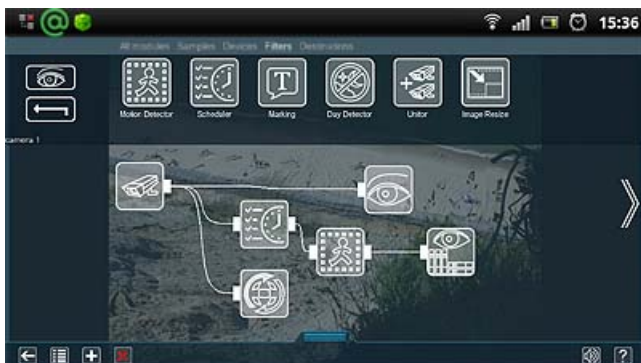 @ 15:36
All modules Samples Devices Filters Destinations
Motion Detector Scheduler Marking Day Detector Unitor Image Resize
T
camera 1
?